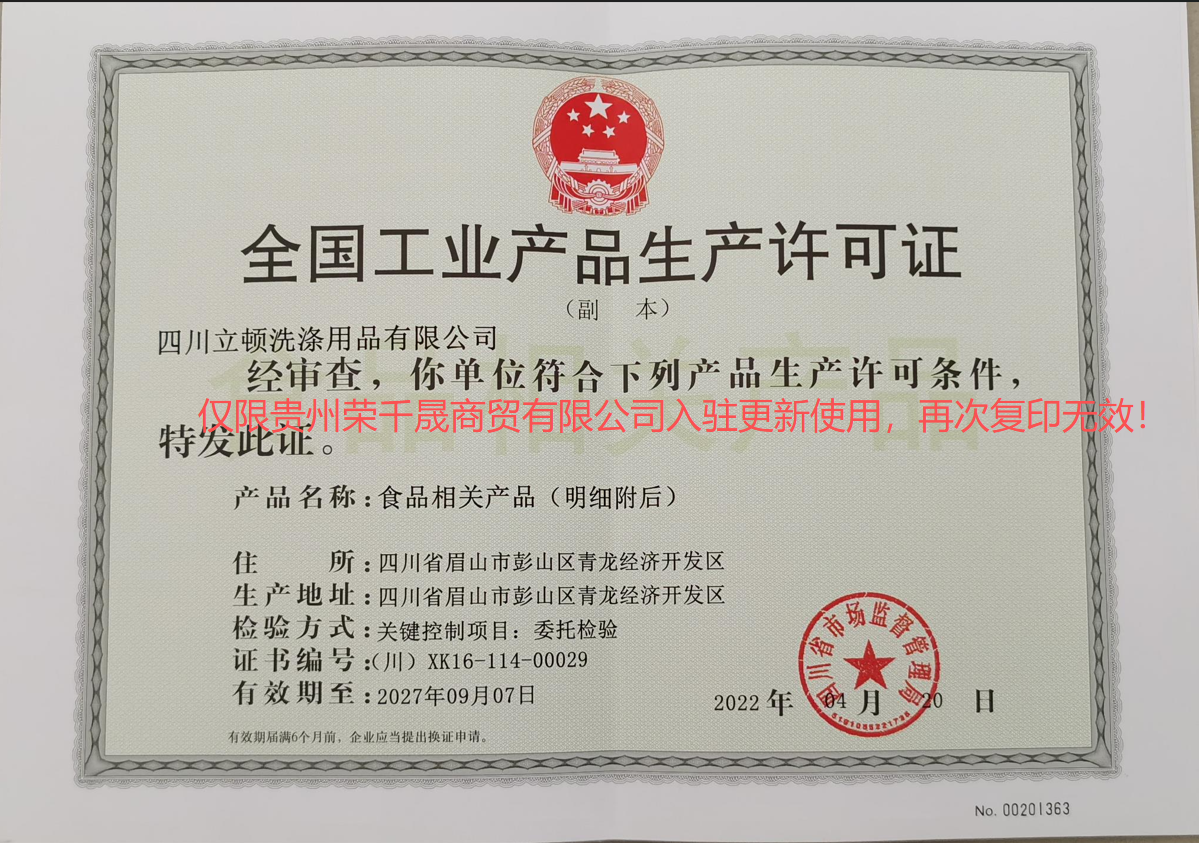 全国工业产品生产许可证
（副 本）
四川立顿洗涤用品有限公司
经审查，你单位符合下列产品生产许可条件，
仅限贵州荣千晟商贸有限公司入驻更新使用，再次复印无效！
特发此证。
食品相关产品
产品名称：食品相关产品（明细附后）
住 所：四川省眉山市彭山区青龙经济开发区
生产地址：四川省眉山市彭山区青龙经济开发区
检验方式：关键控制项目：委托检验
证书编号：（川）XK16-114-00029
有效期至：2027年09月07日
四川省市场监督管理局
2022 年 04 月 20 日
有效期届满6个月前，企业应当提出换证申请。
No. 00201363